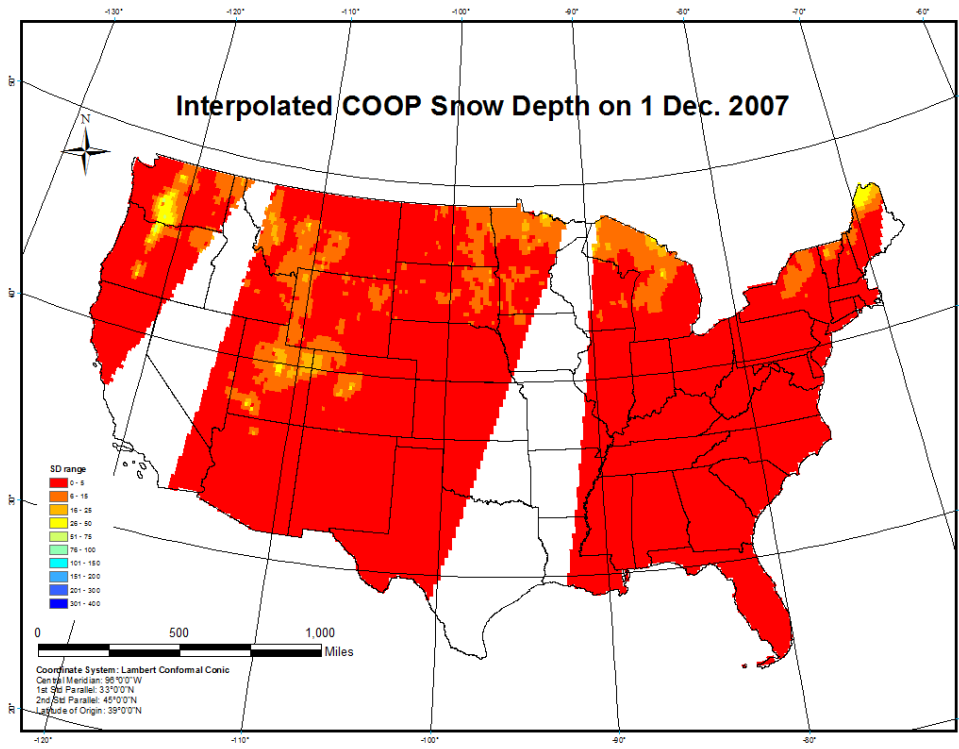 -130° -120° -110° -100° -90° -80° -70° -60°
50°
Interpolated COOP Snow Depth on 1 Dec. 2007
N
40°
SD range
0 - 5
6 - 15
16 - 25
26 - 50
51 - 75
76 - 100
101 - 150
151 - 200
201 - 300
301 - 400
30°
0 500 1,000
Miles
Coordinate System: Lambert Conformal Conic
Central Meridian: 96°0'0"W
1st Std Parallel: 33°0'0"N
2nd Std Parallel: 45°0'0"N
Latitude of Origin: 39°0'0"N
20°
-120° -110° -100° -90° -80°